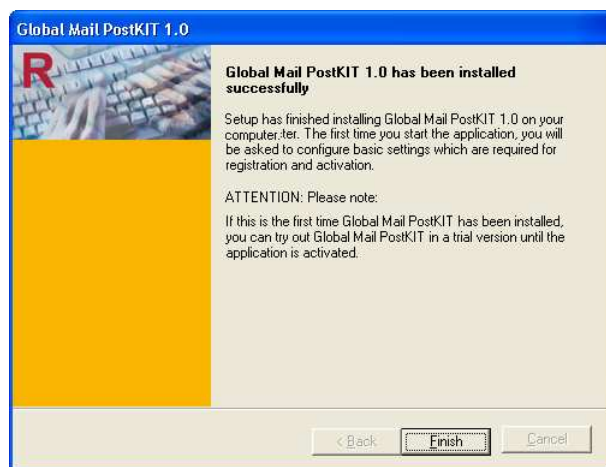 Global Mail PostKIT 1.0
R
Global Mail PostKIT 1.0 has been installed
successfully
Setup has finished installing Global Mail PostKIT 1.0 on your
computer.ter. The first time you start the application, you will
be asked to configure basic settings which are required for
registration and activation.
ATTENTION: Please note:
If this is the first time Global Mail PostKIT has been installed,
you can try out Global Mail PostKIT in a trial version until the
application is activated.
< Back Finish Cancel